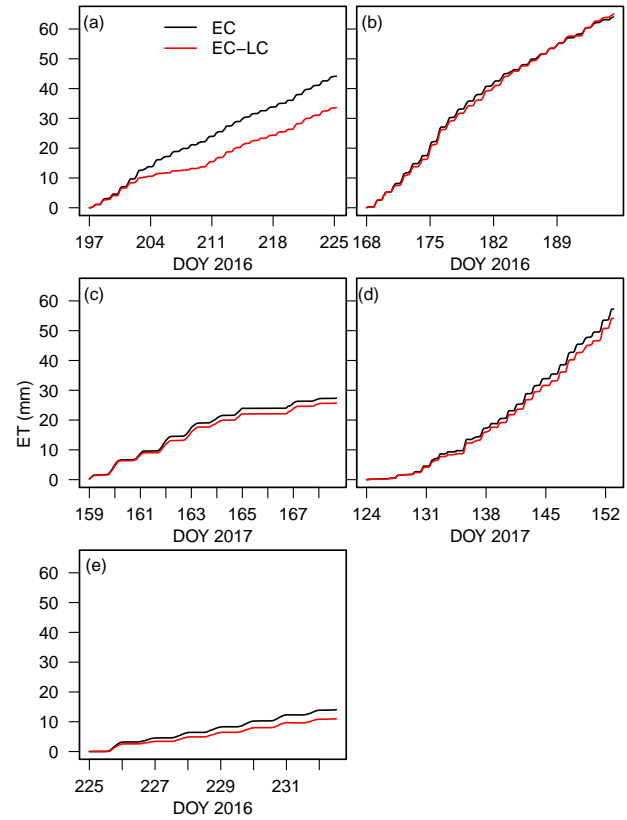 (a)
EC
EC−LC
(b)
60
50
40
30
20
10
0
197 204 211 218 225
168 175 182 189
DOY 2016
DOY 2016
(c)
(d)
60
50
40
30
20
10
0
ET (mm)
159 161 163 165 167
124 131 138 145 152
DOY 2017
DOY 2017
(e)
60
50
40
30
20
10
0
225 227 229 231
DOY 2016